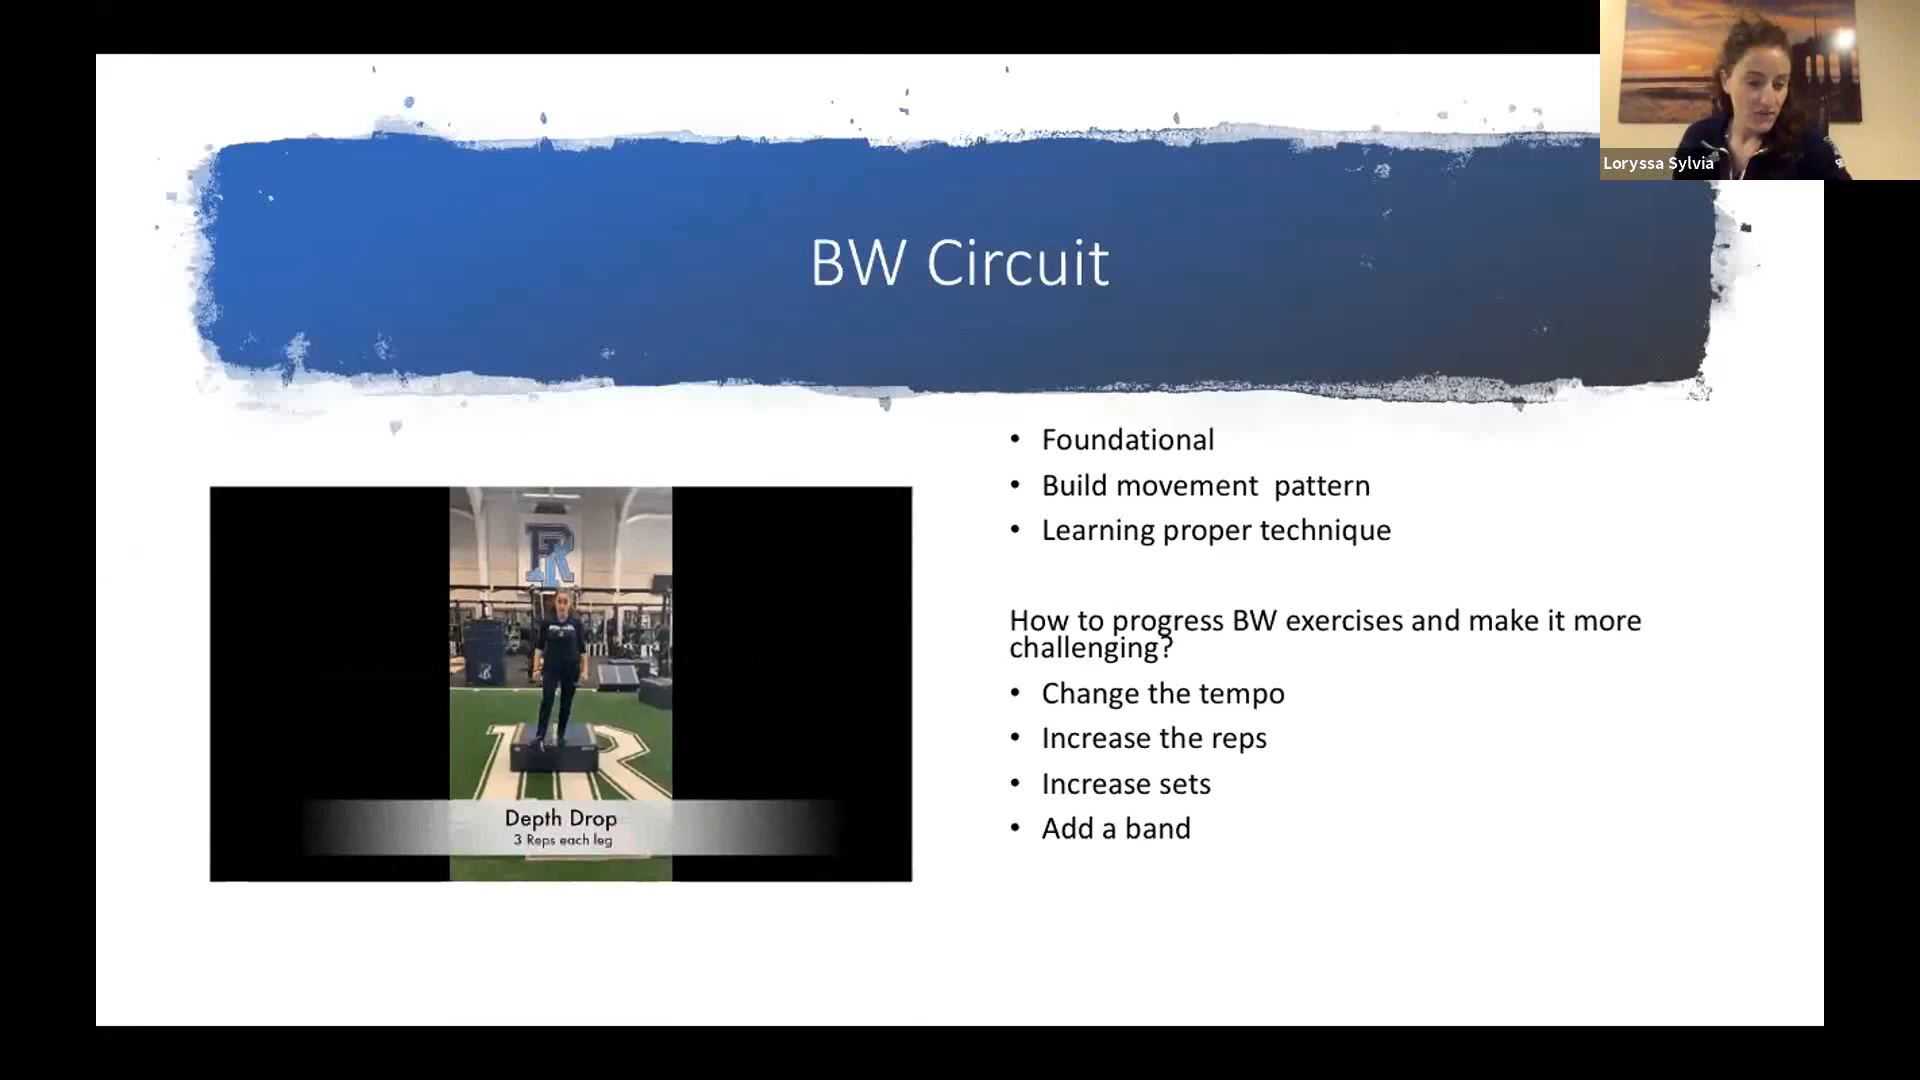 Loryssa Sylvia
BW Circuit
• Foundational
• Build movement  pattern
• Learning proper technique
How to progress BW exercises and make it more
challenging?
• Change the tempo
• Increase the reps
• Increase sets
• Add a band
R
R
Depth Drop
3 Reps each leg